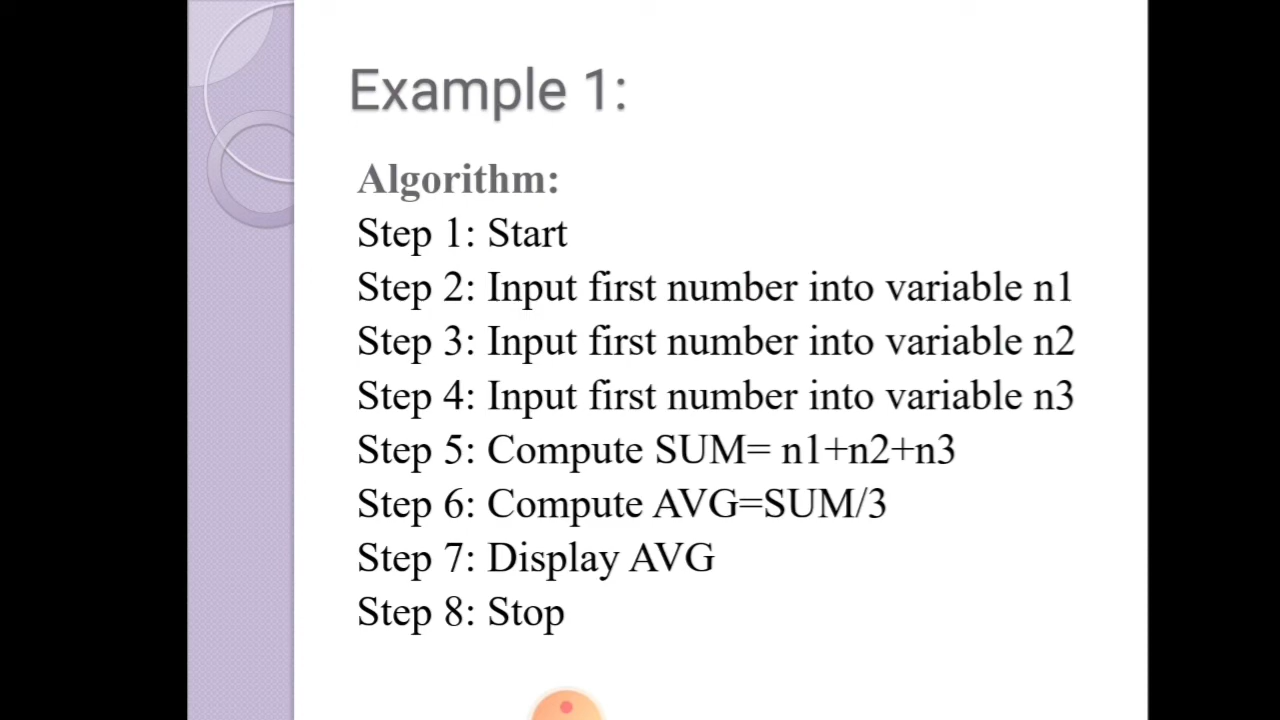 Example 1:
Algorithm:
Step 1: Start
Step 2: Input first number into variable n1
Step 3: Input first number into variable n2
Step 4: Input first number into variable n3
Step 5: Compute SUM= n1+n2+n3
Step 6: Compute AVG=SUM/3
Step 7: Display AVG
Step 8: Stop